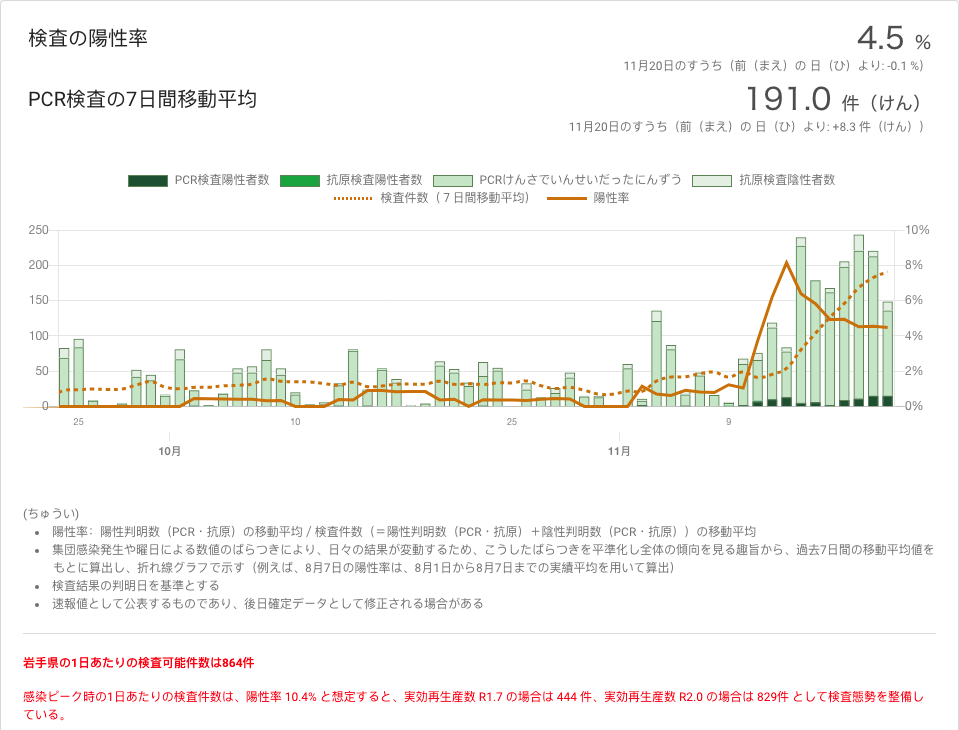 検査の陽性率
4.5 %
11月20日のすうち（前（まえ）の 日（ひ）より: -0.1 %）
PCR検査の7日間移動平均
191.0 件（けん）
11月20日のすうち（前（まえ）の 日（ひ）より: +8.3 件（けん））
PCR検査陽性者数 抗原検査陽性者数 PCRけんさでいんせいだったにんずう 抗原検査陰性者数
検査件数（７日間移動平均） 陽性率
250 10%
200 8%
150 6%
100 4%
50 2%
0 0%
25 10 25 9
10月 11月
(ちゅうい)
• 陽性率：陽性判明数（PCR・抗原）の移動平均 / 検査件数（＝陽性判明数（PCR・抗原）＋陰性判明数（PCR・抗原））の移動平均
• 集団感染発生や曜日による数値のばらつきにより、日々の結果が変動するため、こうしたばらつきを平準化し全体の傾向を見る趣旨から、過去7日間の移動平均値を
もとに算出し、折れ線グラフで示す（例えば、8月7日の陽性率は、8月1日から8月7日までの実績平均を用いて算出）
• 検査結果の判明日を基準とする
• 速報値として公表するものであり、後日確定データとして修正される場合がある
岩手県の1日あたりの検査可能件数は864件
感染ピーク時の1日あたりの検査件数は、陽性率 10.4% と想定すると、実効再生産数 R1.7 の場合は 444 件、実効再生産数 R2.0 の場合は 829件 として検査態勢を整備し
ている。